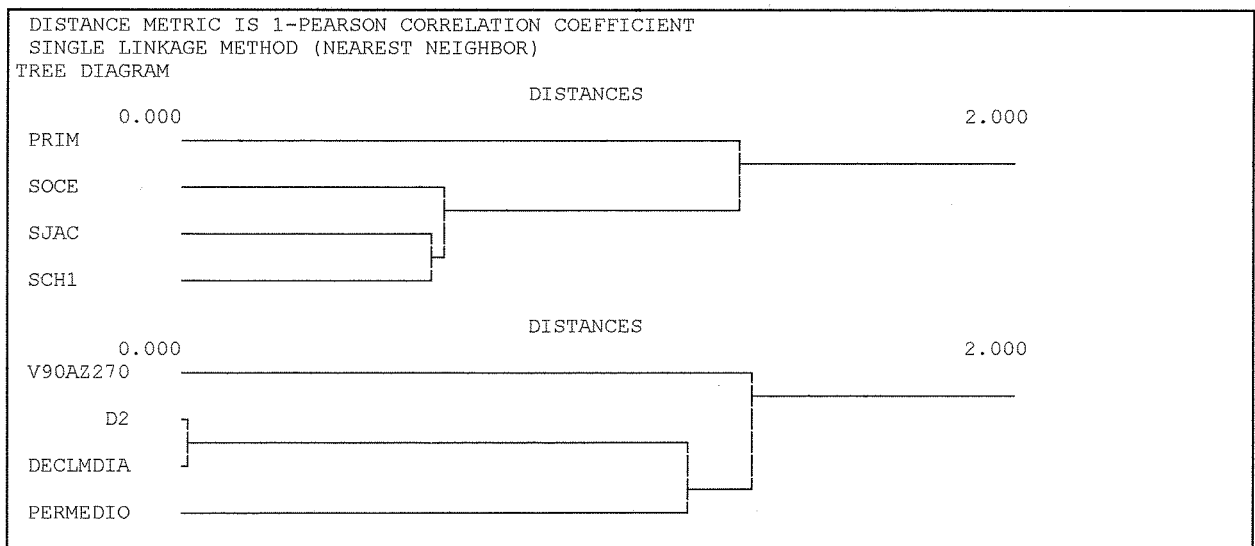 DISTANCE METRIC IS 1-PEARSON CORRELATION COEFFICIENT
SINGLE LINKAGE METHOD (NEAREST NEIGHBOR)
TREE DIAGRAM
DISTANCES
0.000 2.000
PRIM
SOCE
SJAC
SCH1
DISTANCES
0.000 2.000
V90AZ270
D2
DECLMDIA
PERMEDIO